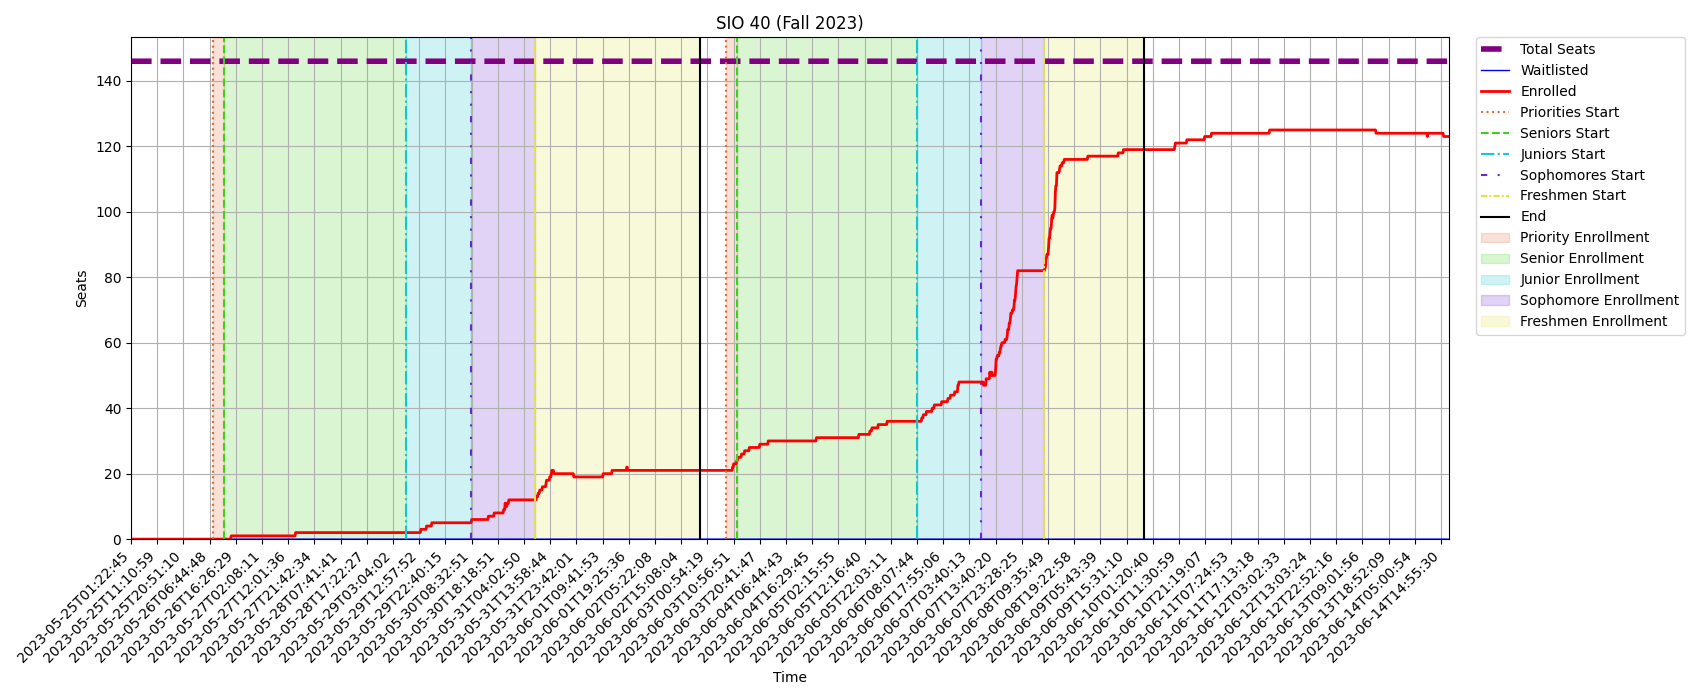 SIO 40 (Fall 2023)
Seats
140
120
100
80
60
40
20
0
2023-05-25T01:22:45
2023-05-25T11:10:59
2023-05-25T20:51:10
2023-05-26T06:44:48
2023-05-26T16:26:29
2023-05-27T02:08:11
2023-05-27T12:01:36
2023-05-27T21:42:34
2023-05-28T07:41:41
2023-05-28T17:22:27
2023-05-29T03:04:02
2023-05-29T12:57:52
2023-05-29T22:40:15
2023-05-30T08:32:51
2023-05-30T18:18:51
2023-05-31T04:02:50
2023-05-31T13:58:44
2023-05-31T23:42:01
2023-06-01T09:41:53
2023-06-01T19:25:36
2023-06-02T05:22:08
2023-06-02T15:08:04
2023-06-03T00:54:19
2023-06-03T10:56:51
2023-06-03T20:41:47
2023-06-04T06:44:43
2023-06-04T16:29:45
2023-06-05T02:15:55
2023-06-05T12:16:40
2023-06-05T22:03:11
2023-06-06T08:07:44
2023-06-06T17:55:06
2023-06-07T03:40:13
2023-06-07T13:40:20
2023-06-07T23:28:25
2023-06-08T09:35:49
2023-06-08T19:22:58
2023-06-09T05:43:39
2023-06-09T15:31:10
2023-06-10T01:20:40
2023-06-10T11:30:59
2023-06-10T21:19:07
2023-06-11T07:24:53
2023-06-11T17:13:18
2023-06-12T03:02:33
2023-06-12T13:03:24
2023-06-12T22:52:16
2023-06-13T09:01:56
2023-06-13T18:52:09
2023-06-14T05:00:54
2023-06-14T14:55:30
Time
Total Seats
Waitlisted
Enrolled
Priorities Start
Seniors Start
Juniors Start
Sophomores Start
Freshmen Start
End
Priority Enrollment
Senior Enrollment
Junior Enrollment
Sophomore Enrollment
Freshmen Enrollment